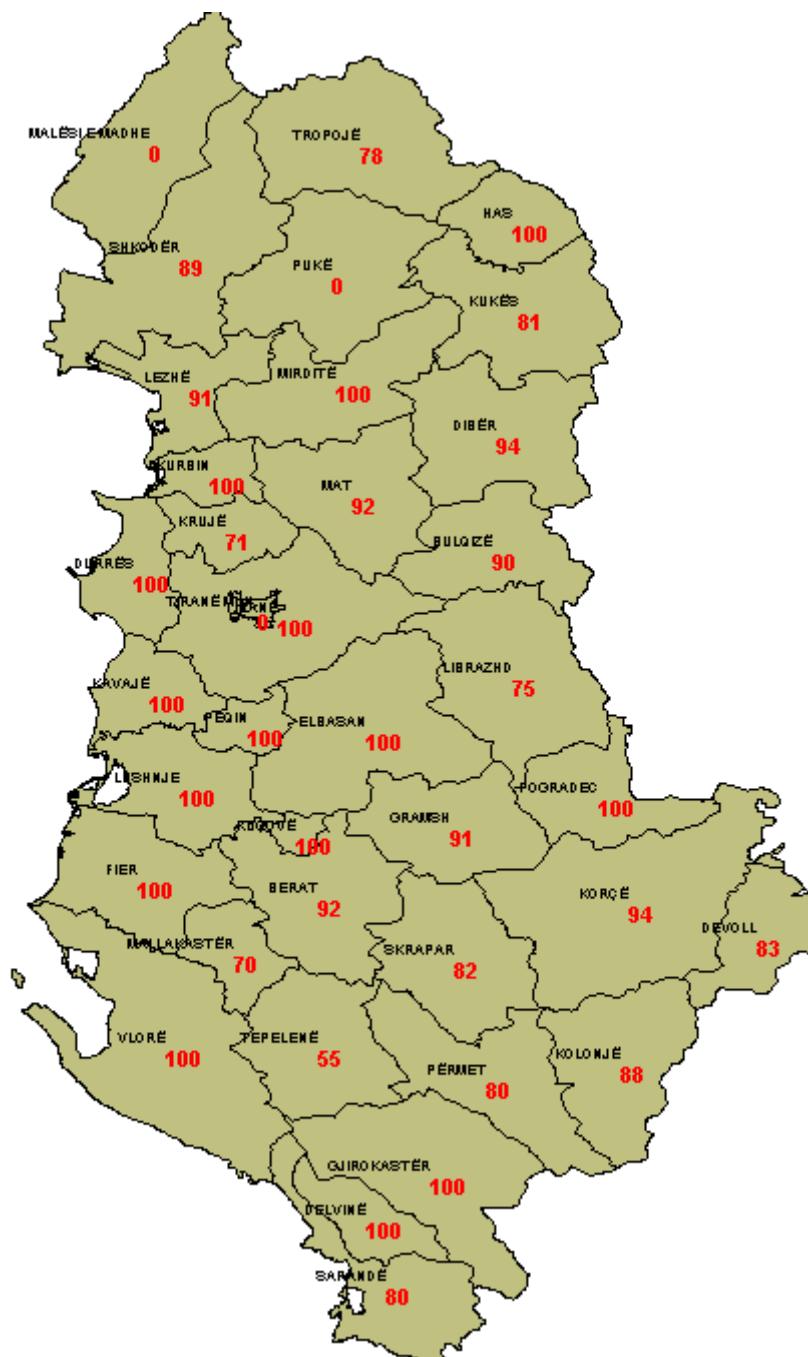 MALËSI E MADHE
0
TROPOJË
78
HAS
100
SHKODËR
89
PUKË
0
KUKËS
81
LEZHË
91
MIRDITË
100
DIBËR
94
KURBIN
100
MAT
92
KRUJË
71
BULQIZË
90
DURRËS
100
0
100
LIBRAZHD
75
KAVAJË
100
PEQIN
100
ELBASAN
100
LUSHNJE
100
POGRADEC
100
KUÇOVË
100
GRAMSH
91
FIER
100
BERAT
92
KORÇË
94
DEVOLL
83
MALLAKASTËR
70
SKRAPAR
82
VLORË
100
TEPELENË
55
PËRMET
80
KOLONJË
88
GJIROKASTËR
100
DELVINË
100
SARANDË
80